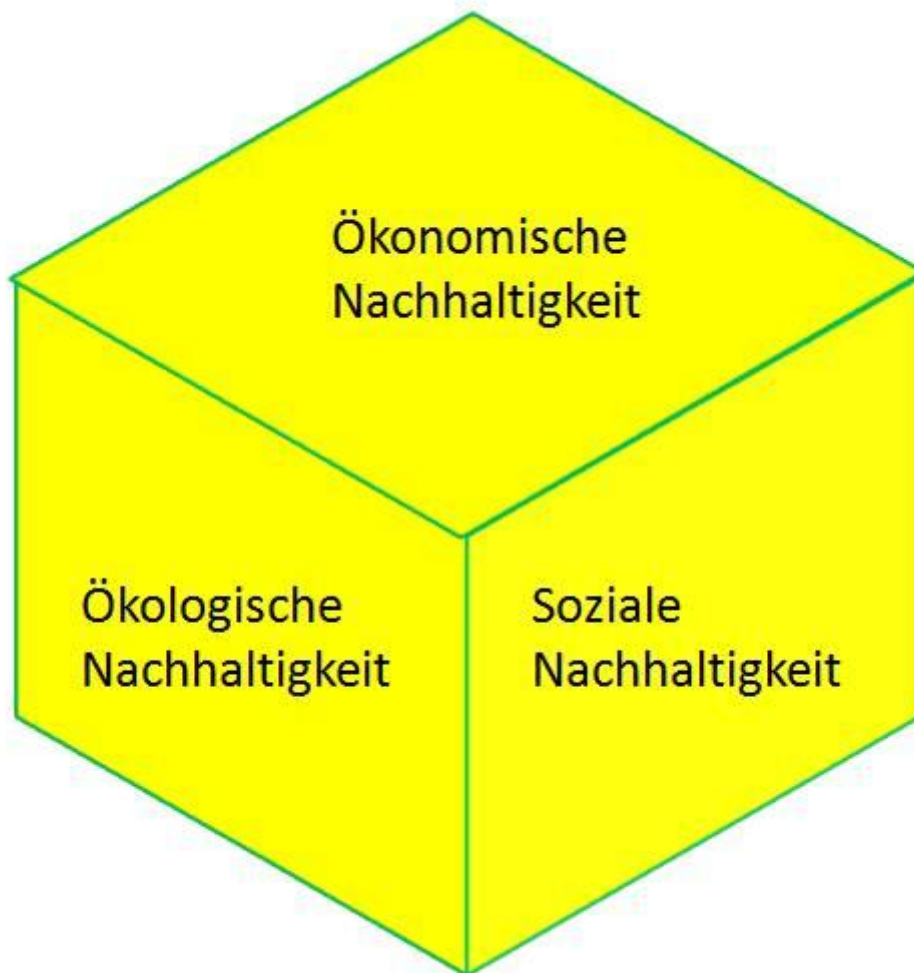 Ökonomische
Nachhaltigkeit
Ökologische
Nachhaltigkeit
Soziale
Nachhaltigkeit